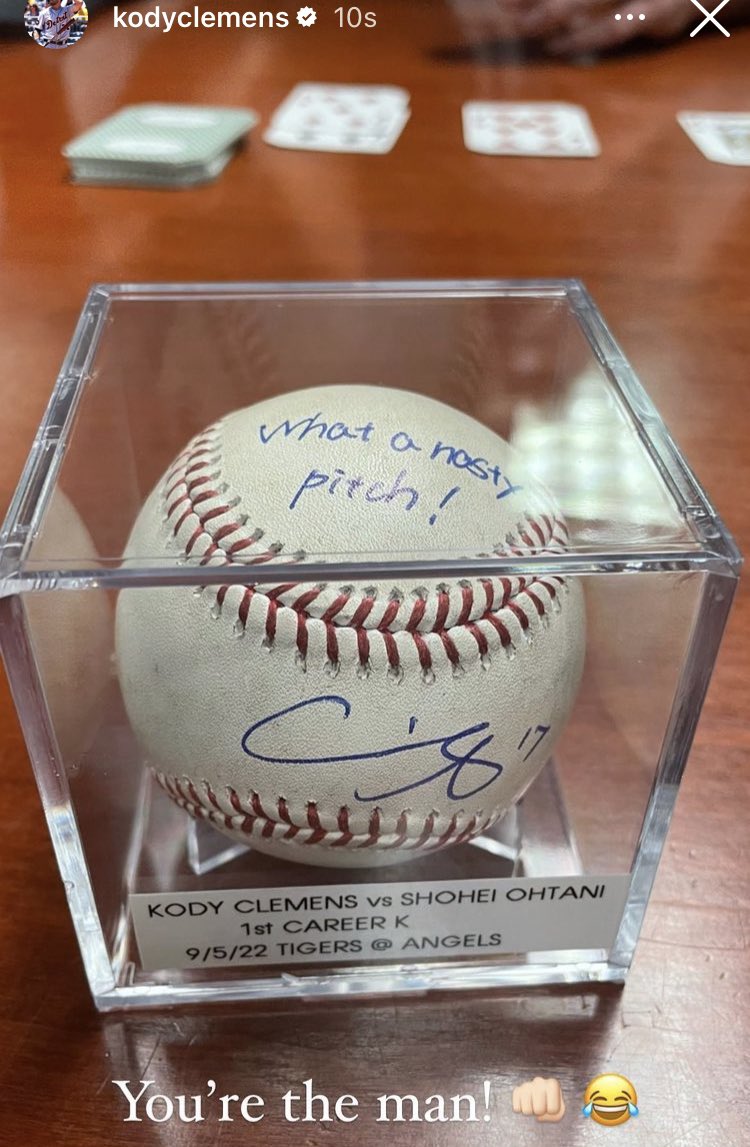 kodyclemens 10s
What a nasty
pitch!
'17
KODY CLEMENS vs SHOHEI OHTANI
1st CAREER K
9/5/22 TIGERS @ ANGELS
You're the man! 👊🏼😂